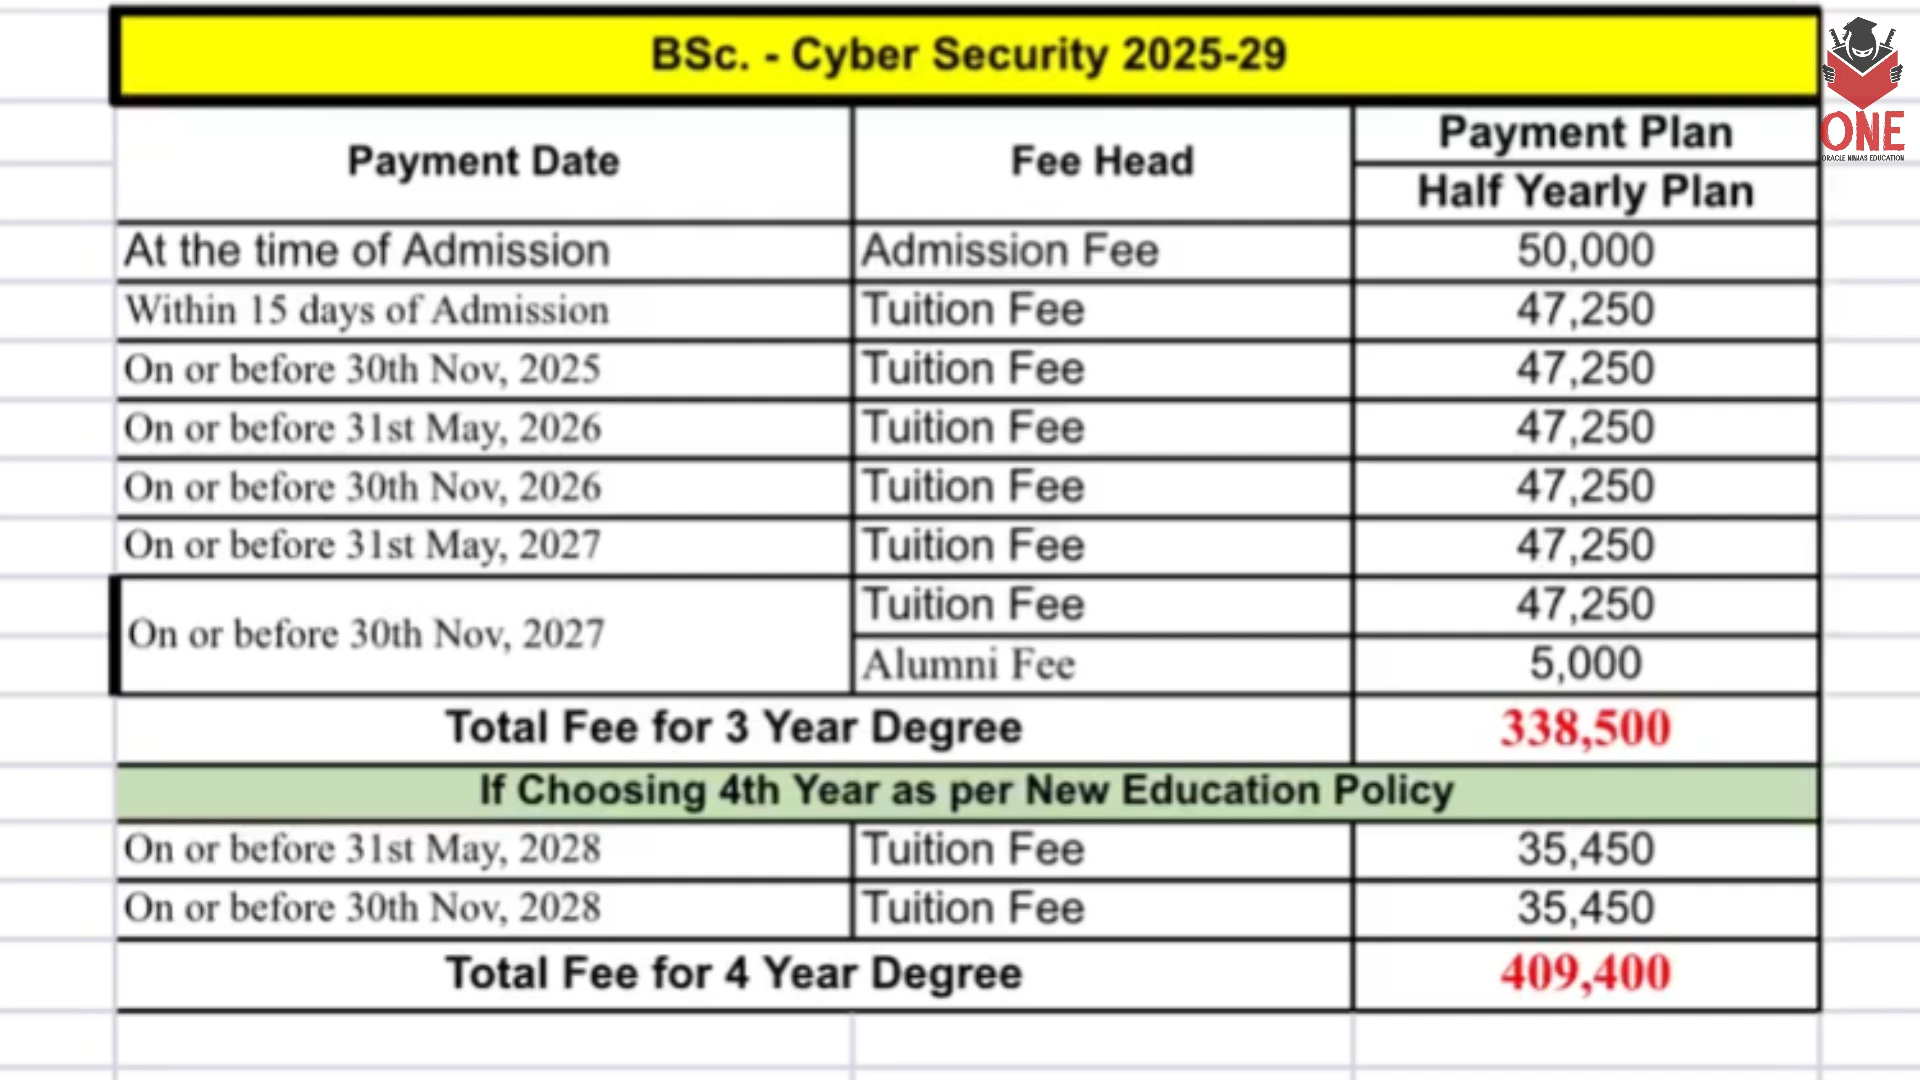 BSc. - Cyber Security 2025-29
ONE
ORACLE NINJAS EDUCATION
Payment Date Fee Head Payment Plan
Half Yearly Plan
At the time of Admission Admission Fee 50,000
Within 15 days of Admission Tuition Fee 47,250
On or before 30th Nov, 2025 Tuition Fee 47,250
On or before 31st May, 2026 Tuition Fee 47,250
On or before 30th Nov, 2026 Tuition Fee 47,250
On or before 31st May, 2027 Tuition Fee 47,250
On or before 30th Nov, 2027 Tuition Fee 47,250
Alumni Fee 5,000
Total Fee for 3 Year Degree 338,500
If Choosing 4th Year as per New Education Policy
On or before 31st May, 2028 Tuition Fee 35,450
On or before 30th Nov, 2028 Tuition Fee 35,450
Total Fee for 4 Year Degree 409,400